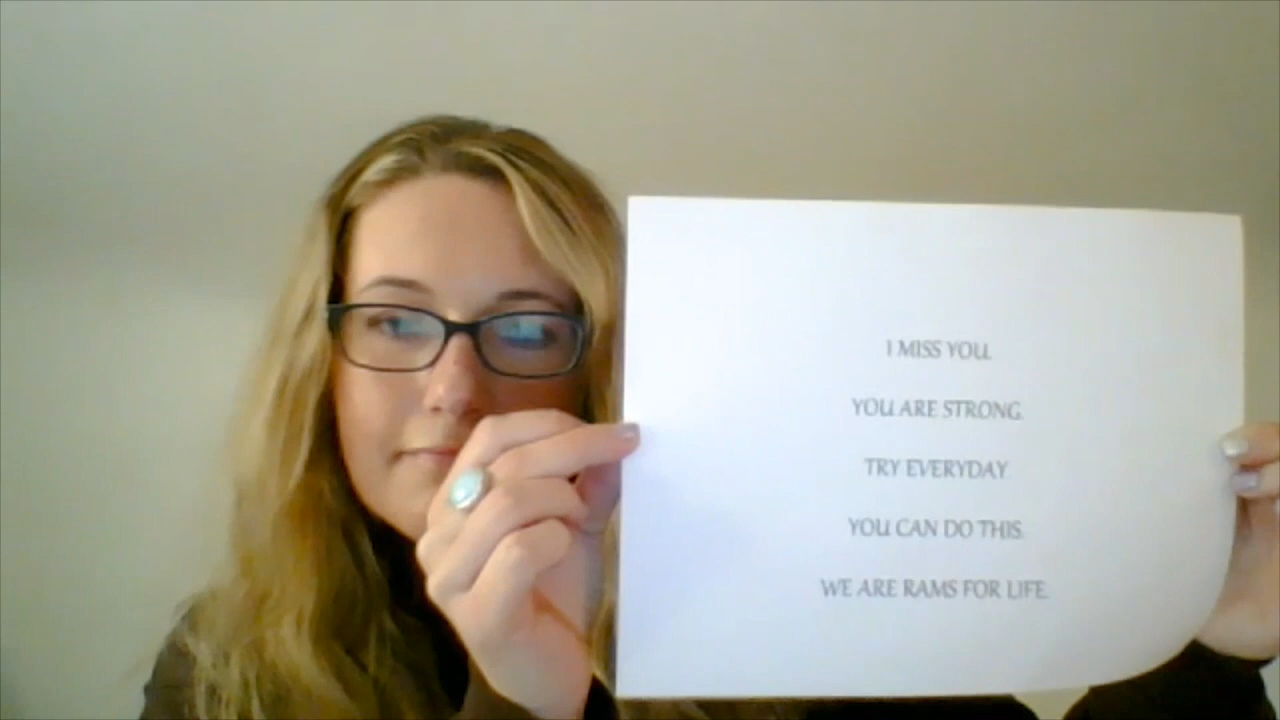 I MISS YOU.
YOU ARE STRONG.
TRY EVERYDAY
YOU CAN DO THIS.
WE ARE RAMS FOR LIFE.